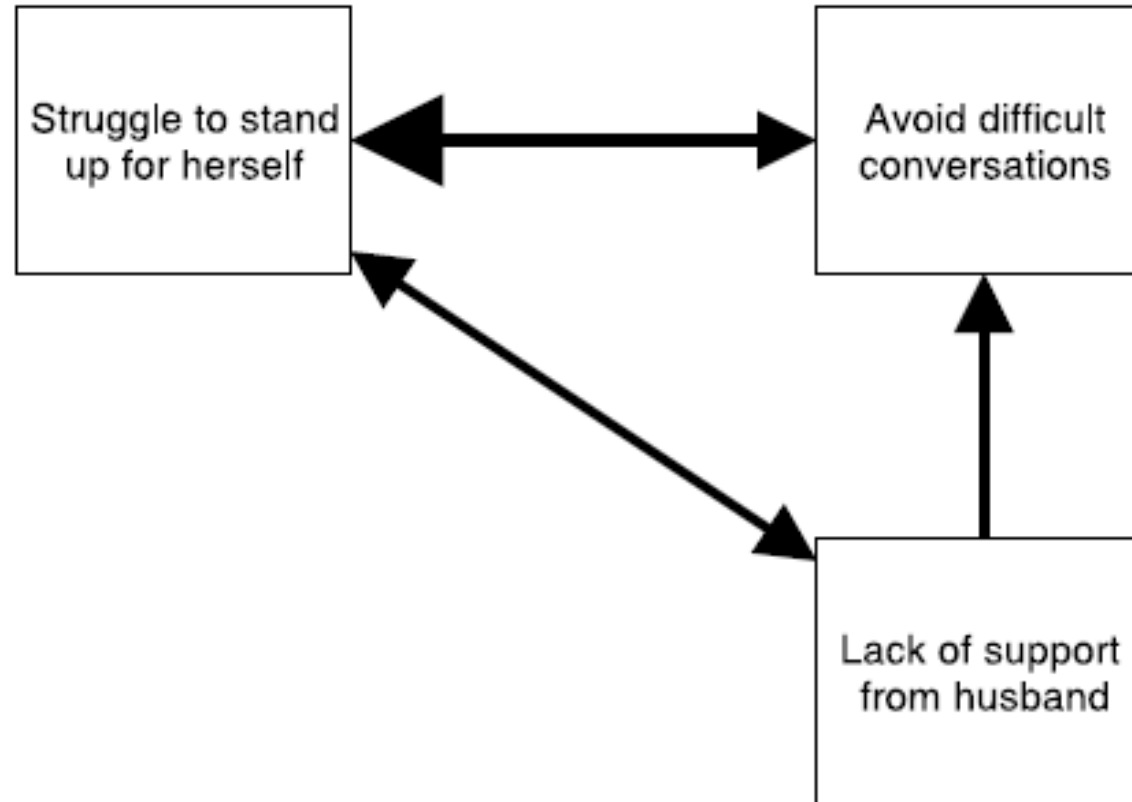 Struggle to stand
up for herself
Avoid difficult
conversations
Lack of support
from husband